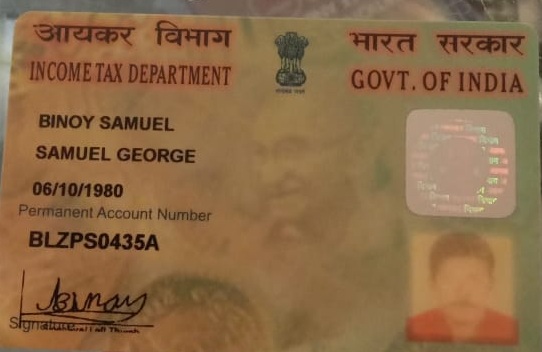 आयकर विभाग
INCOME TAX DEPARTMENT
भारत सरकार
GOVT. OF INDIA
BINOY SAMUEL
SAMUEL GEORGE
06/10/1980
Permanent Account Number
BLZPS0435A
Binoy
Signature